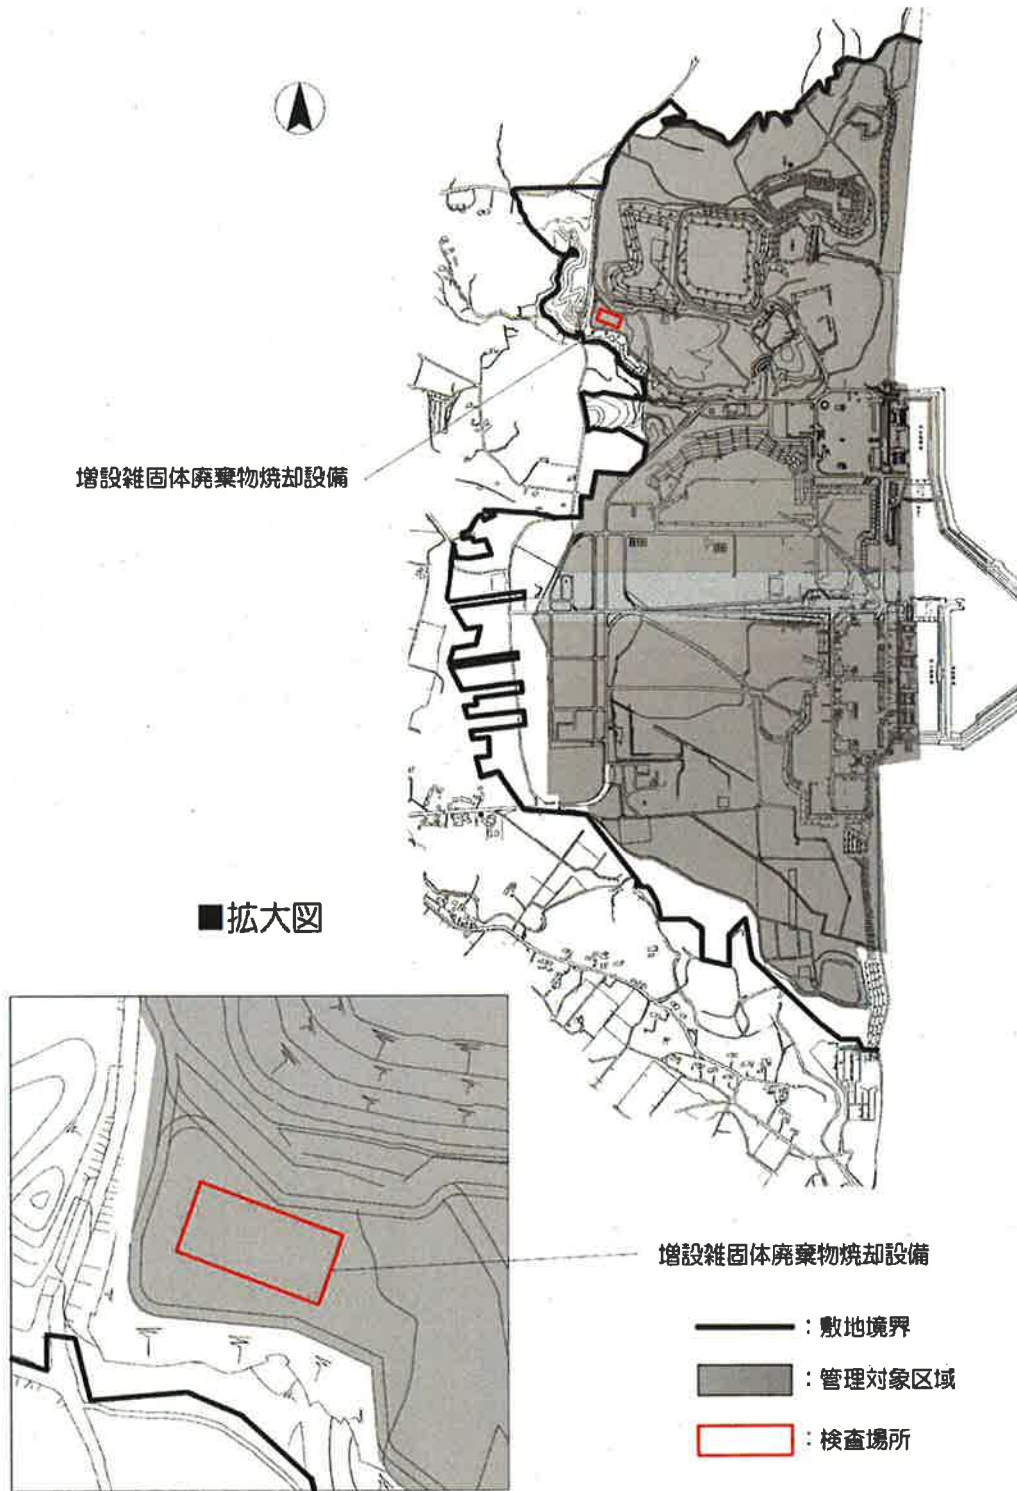 増設雑固体廃棄物焼却設備
■拡大図
増設雑固体廃棄物焼却設備
：敷地境界
：管理対象区域
：検査場所